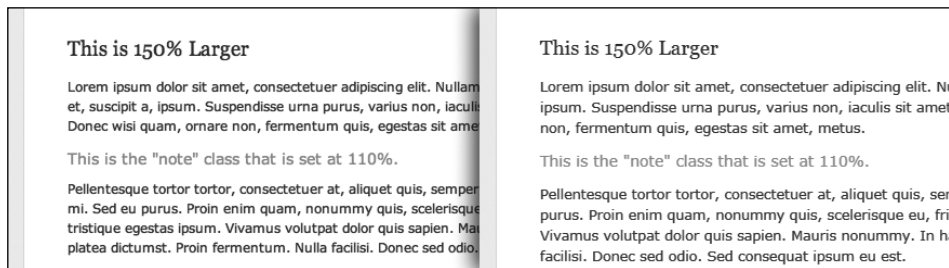 This is 150% Larger
Lorem ipsum dolor sit amet, consectetuer adipiscing elit. Nullam
et, suscipit a, ipsum. Suspendisse urna purus, varius non, iaculis
Donec wisi quam, ornare non, fermentum quis, egestas sit ame
This is the "note" class that is set at 110%.
Pellentesque tortor tortor, consectetuer at, aliquet quis, semper
mi. Sed eu purus. Proin enim quam, nonummy quis, scelerisque
tristique egestas ipsum. Vivamus volutpat dolor quis sapien. Mau
platea dictumst. Proin fermentum. Nulla facilisi. Donec sed odio.
This is 150% Larger
Lorem ipsum dolor sit amet, consectetuer adipiscing elit. Nu
ipsum. Suspendisse urna purus, varius non, iaculis sit amet
non, fermentum quis, egestas sit amet, metus.
This is the "note" class that is set at 110%.
Pellentesque tortor tortor, consectetuer at, aliquet quis, sem
purus. Proin enim quam, nonummy quis, scelerisque eu, fri
Vivamus volutpat dolor quis sapien. Mauris nonummy. In ha
facilisi. Donec sed odio. Sed consequat ipsum eu est.